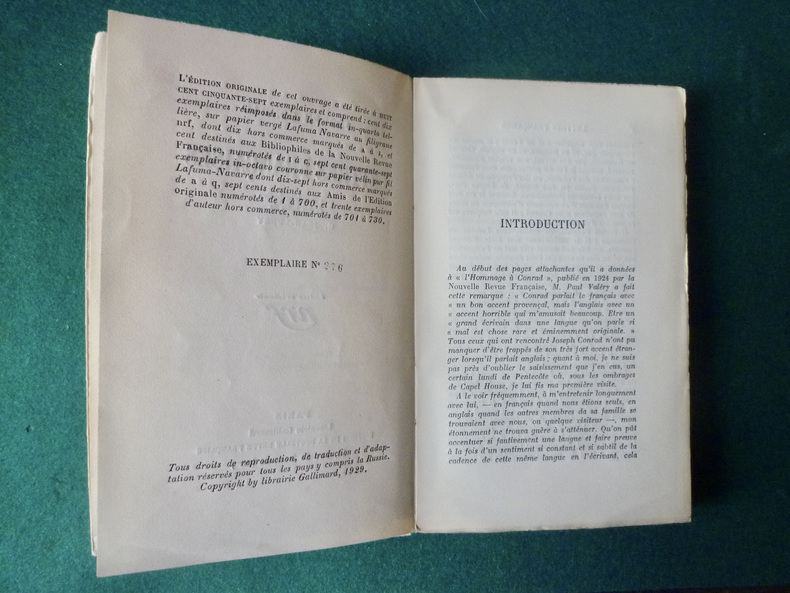 L'ÉDITION ORIGINALE de cet ouvrage a été tirée à HUIT
CENT CINQUANTE-SEPT exemplaires et comprend : cent dix
exemplaires réimposés dans le format in-quarto tel-
lière, sur papier vergé Lafuma Navarre au filigrane
nrf, dont dix hors commerce marqués de a à j, et
cent destinés aux Bibliophiles de la Nouvelle Revue
Française, numérotés de i à c, sept cent quarante-sept
exemplaires in-octavo couronne sur papier vélin pur fil
Lafuma-Navarre dont dix-sept hors commerce marqués
de a à q, sept cents destinés aux Amis de l'Édition
originale numérotés de 1 à 700, et trente exemplaires
d'auteur hors commerce, numérotés de 701 à 730.
EXEMPLAIRE N°
Tous droits de reproduction, de traduction et d'adap-
tation réservés pour tous les pays y compris la Russie.
Copyright by librairie Gallimard, 1929.
INTRODUCTION
Au début des pages attachantes qu'il a données
à « l'Hommage à Conrad », publié en 1924 par la
Nouvelle Revue Française, M. Paul Valéry a fait
cette remarque : « Conrad parlait le français avec
« un bon accent provençal, mais l'anglais avec un
« accent horrible qui m'amusait beaucoup. Etre un
« grand écrivain dans une langue qu'on parle si
« mal est chose rare et éminemment originale. »
Tous ceux qui ont rencontré Joseph Conrad n'ont pas
manquer d'être frappés de son très fort accent étran-
ger lorsqu'il parlait anglais ; quant à moi, je ne suis
pas près d'oublier le saisissement que j'en eus, un
certain lundi de Pentecôte où, sous les ombrages
de Capel House, je lui fis ma première visite.
A le voir fréquemment, à m'entretenir longuement
avec lui, — en français quand nous étions seuls, en
anglais quand les autres membres da sa famille se
trouvaient avec nous, ou quelque visiteur —, mon
étonnement ne trouva guère à s'atténuer. Qu'on pût
accentuer si fautivement une langue et faire preuve
à la fois d'un sentiment si constant et si subtil de la
cadence de cette même langue en l'écrivant, cela